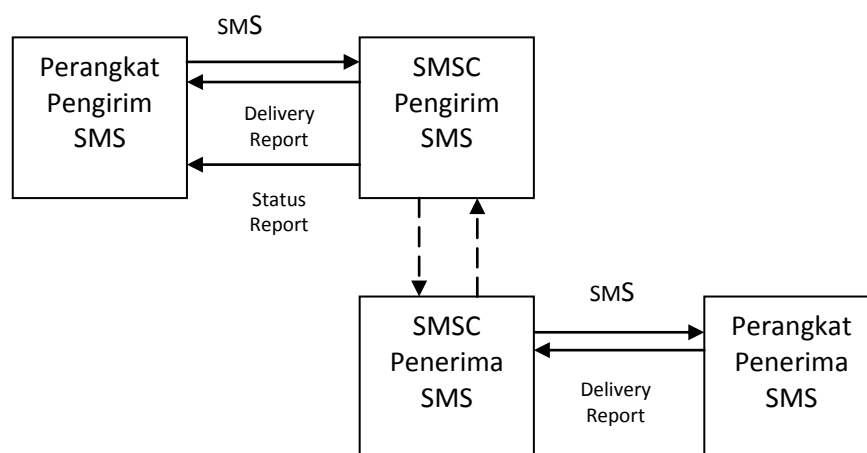 SMS
Perangkat
Pengirim
SMS
SMSC
Pengirim
SMS
Delivery
Report
Status
Report
SMSC
Penerima
SMS
SMS
Perangkat
Penerima
SMS
Delivery
Report